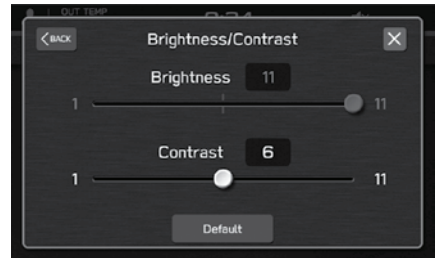 OUT TEMP
BACK
Brightness/Contrast
Brightness 11
1 11
Contrast 6
1 11
Default